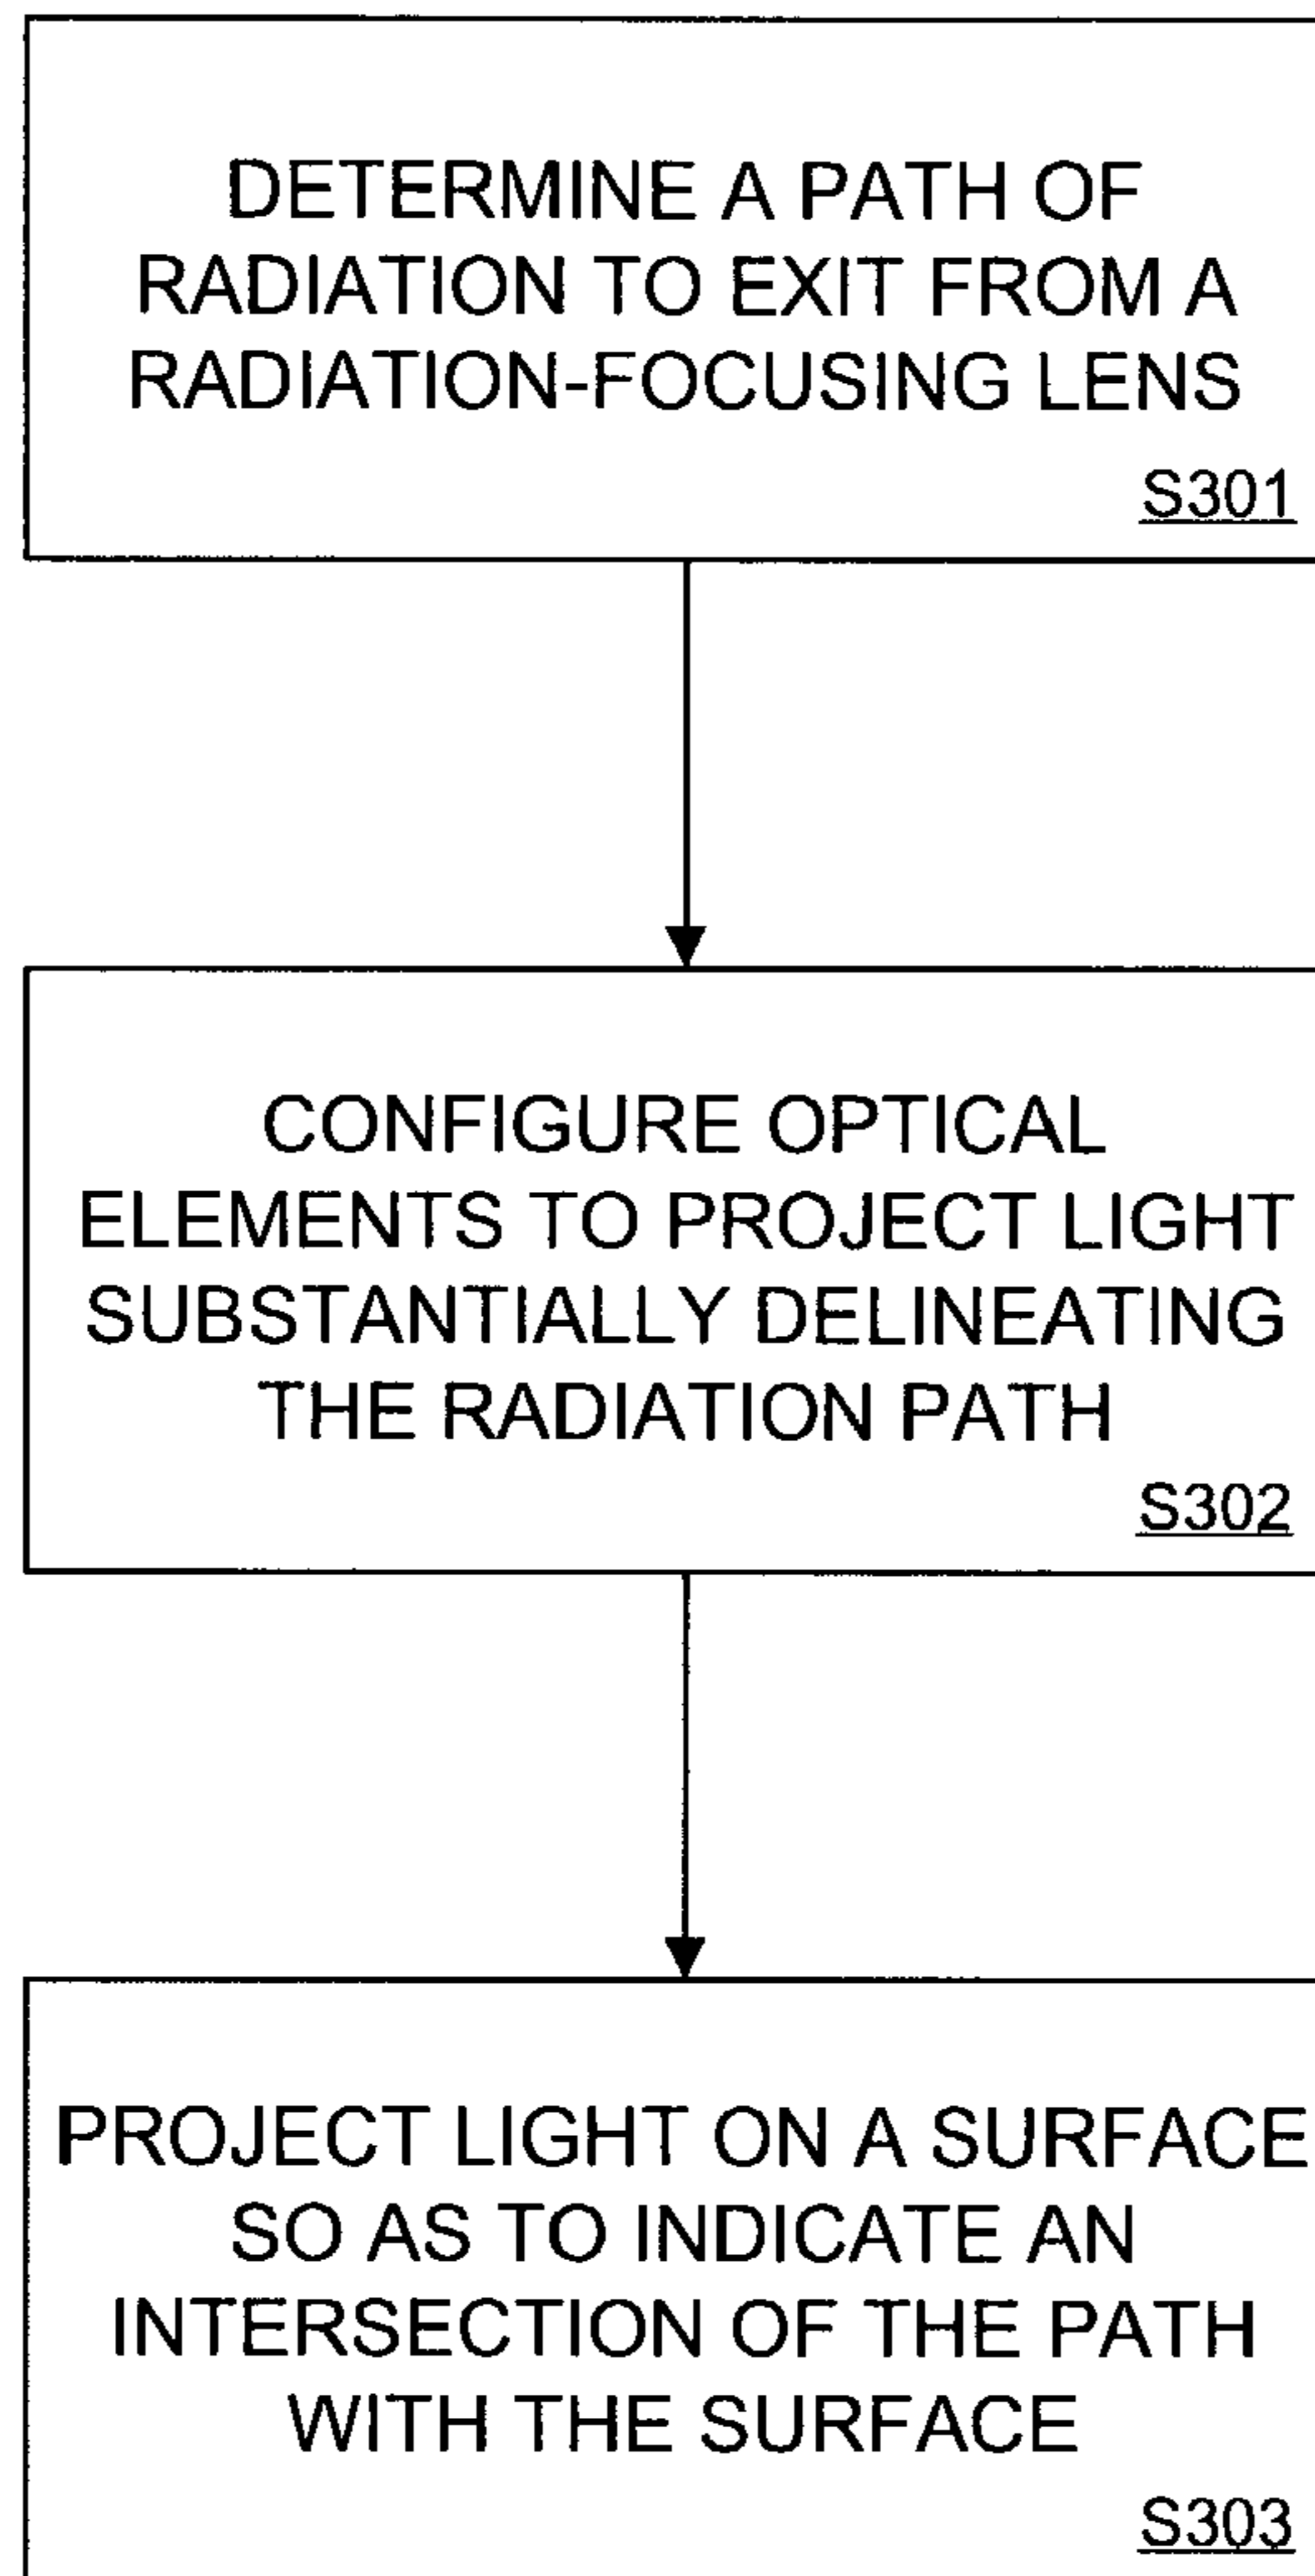 DETERMINE A PATH OF
RADIATION TO EXIT FROM A
RADIATION-FOCUSING LENS
S301
CONFIGURE OPTICAL
ELEMENTS TO PROJECT LIGHT
SUBSTANTIALLY DELINEATING
THE RADIATION PATH
S302
PROJECT LIGHT ON A SURFACE
SO AS TO INDICATE AN
INTERSECTION OF THE PATH
WITH THE SURFACE
S303